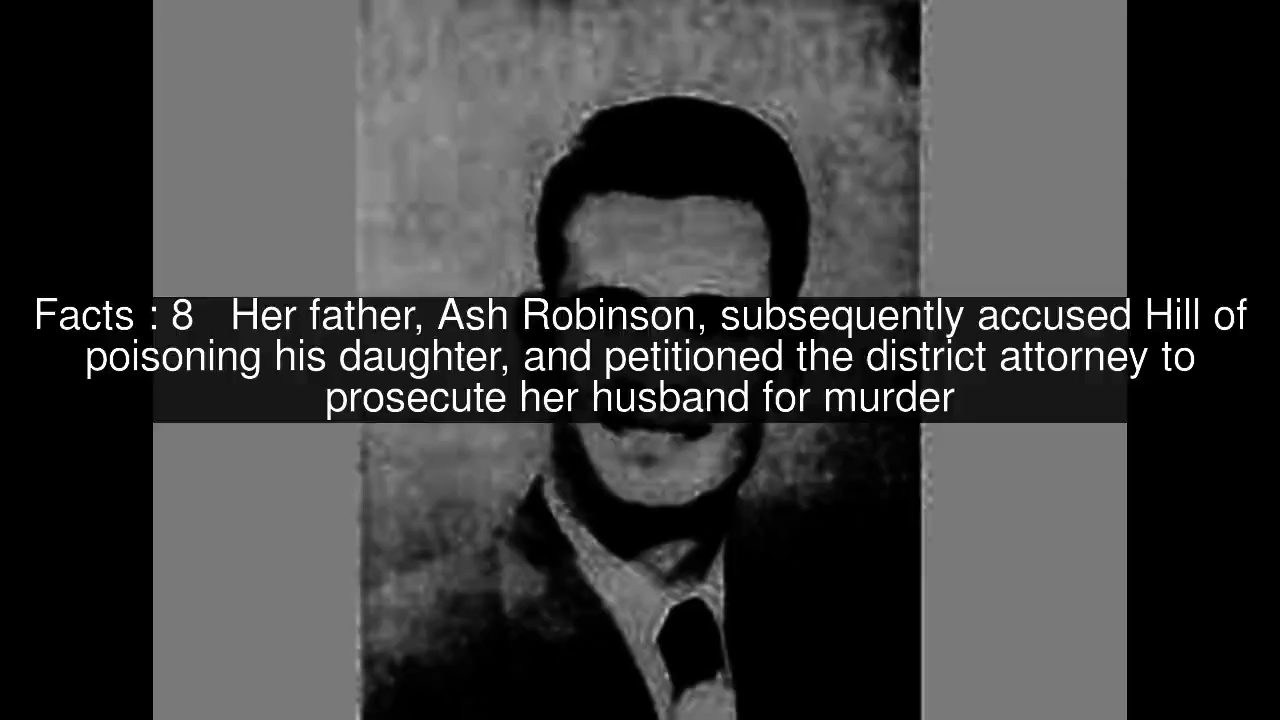 Facts : 8   Her father, Ash Robinson, subsequently accused Hill of
poisoning his daughter, and petitioned the district attorney to
prosecute her husband for murder